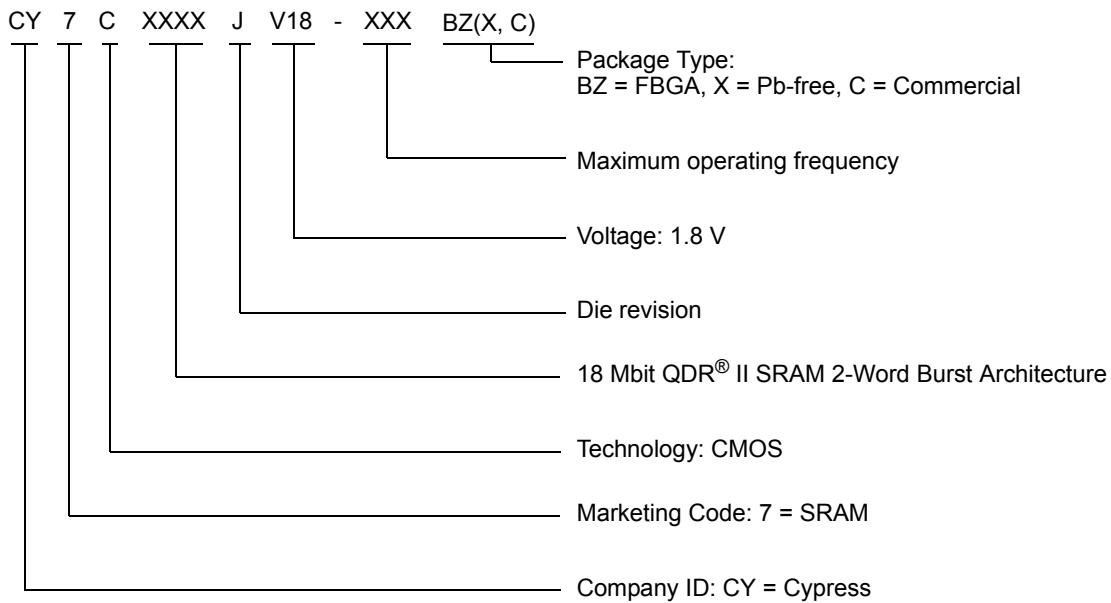 CY 7 C XXXX J V18 - XXX BZ(X, C)
Package Type:
BZ = FBGA, X = Pb-free, C = Commercial
Maximum operating frequency
Voltage: 1.8 V
Die revision
18 Mbit QDR® II SRAM 2-Word Burst Architecture
Technology: CMOS
Marketing Code: 7 = SRAM
Company ID: CY = Cypress